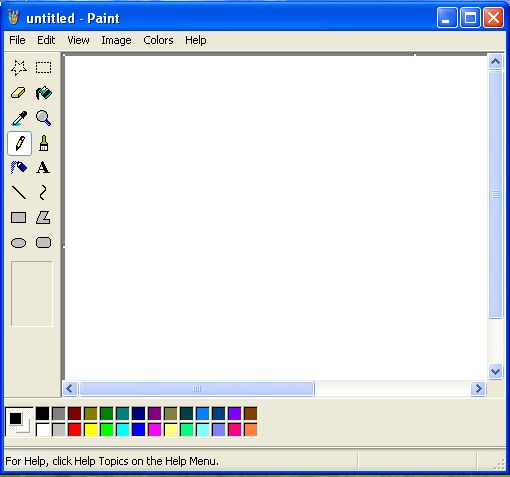 untitled - Paint
File Edit View Image Colors Help
A
For Help, click Help Topics on the Help Menu.